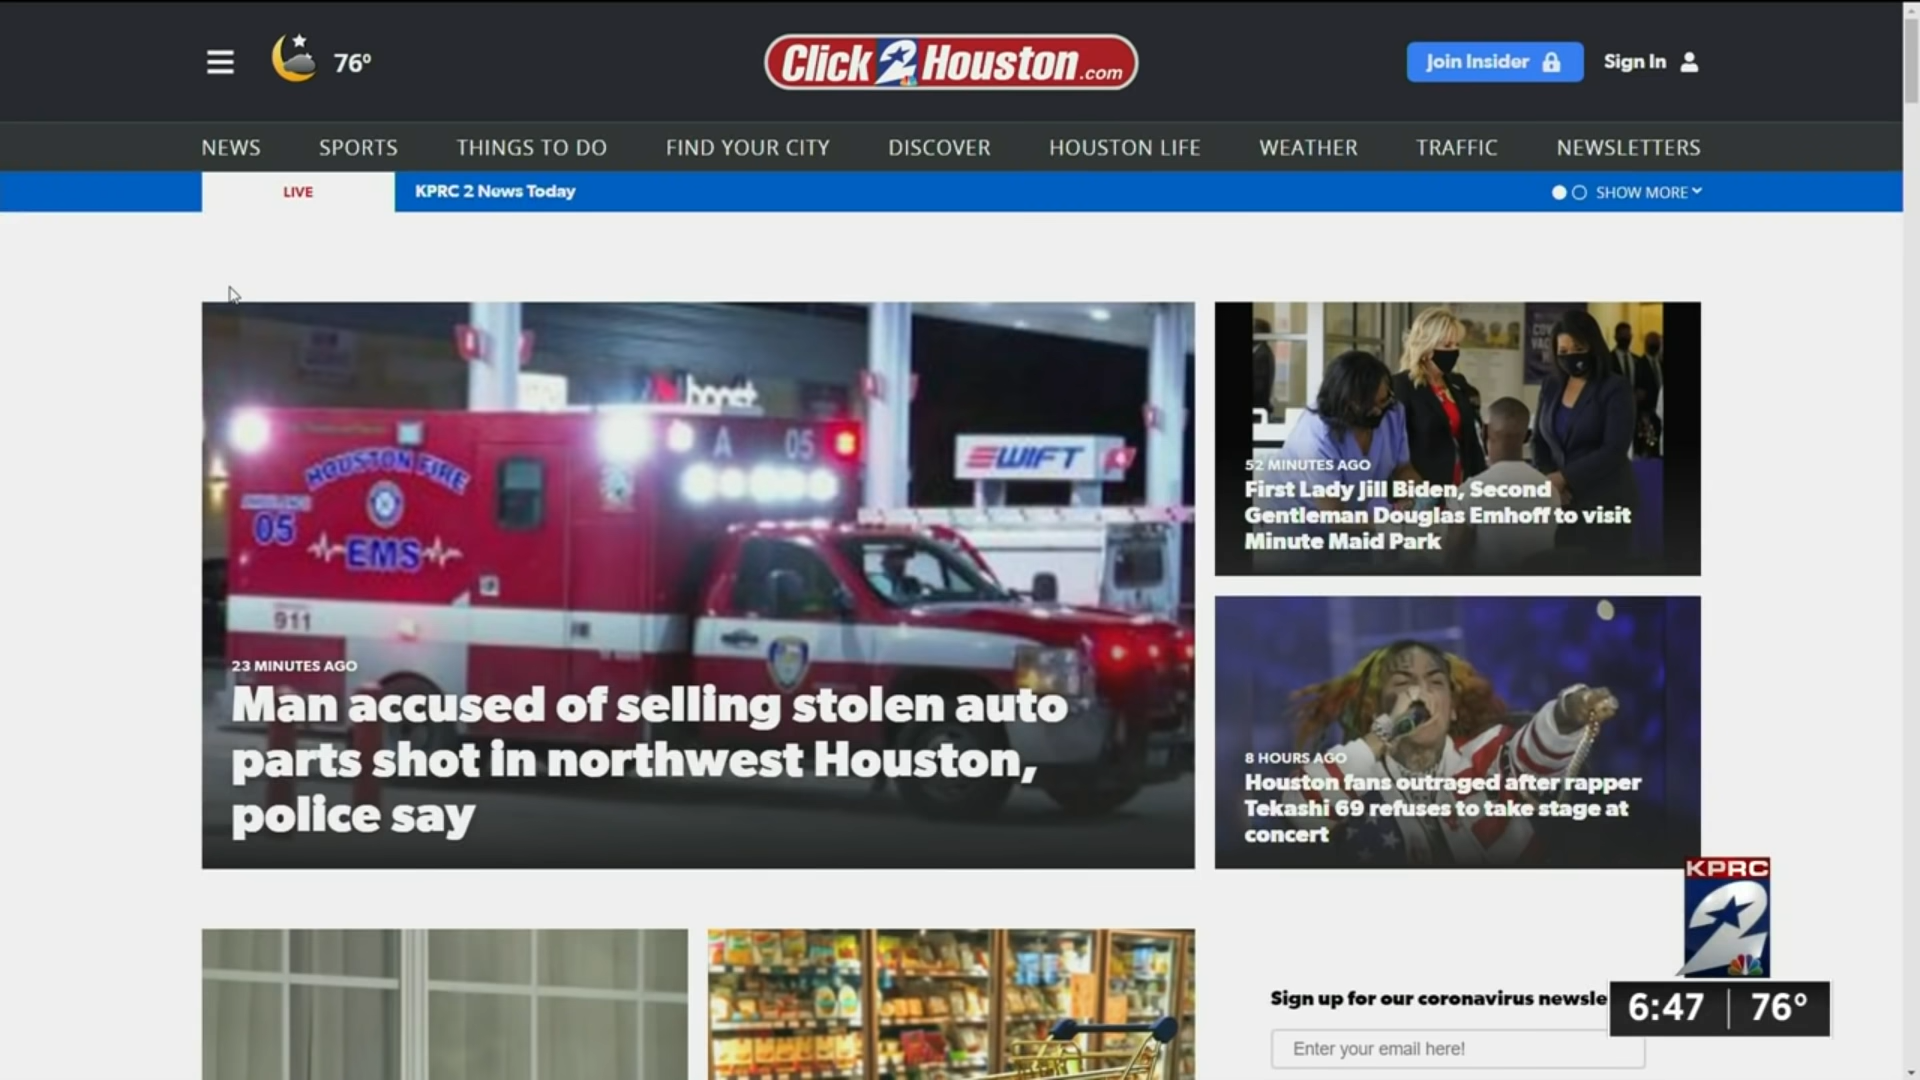 76°
Click 2 Houston.com
Join Insider
Sign In
NEWS
SPORTS
THINGS TO DO
FIND YOUR CITY
DISCOVER
HOUSTON LIFE
WEATHER
TRAFFIC
NEWSLETTERS
LIVE
KPRC 2 News Today
SHOW MORE
A 05
HOUSTON FIRE
05
EMS
911
SWIFT
23 MINUTES AGO
Man accused of selling stolen auto
parts shot in northwest Houston,
police say
52 MINUTES AGO
First Lady Jill Biden, Second
Gentleman Douglas Emhoff to visit
Minute Maid Park
8 HOURS AGO
Houston fans outraged after rapper
Tekashi 69 refuses to take stage at
concert
Sign up for our coronavirus newsle
Enter your email here!
KPRC
2
6:47 76°